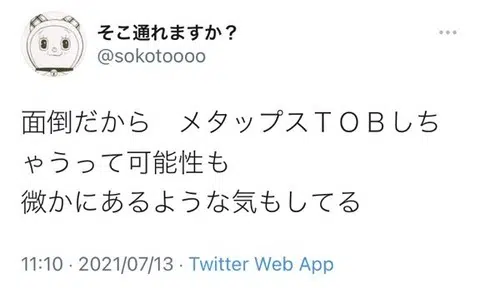 そこ通れますか？
@sokotoooo
面倒だから　メタップスＴＯＢしち
ゃうって可能性も
微かにあるような気もしてる
11:10 · 2021/07/13 · Twitter Web App